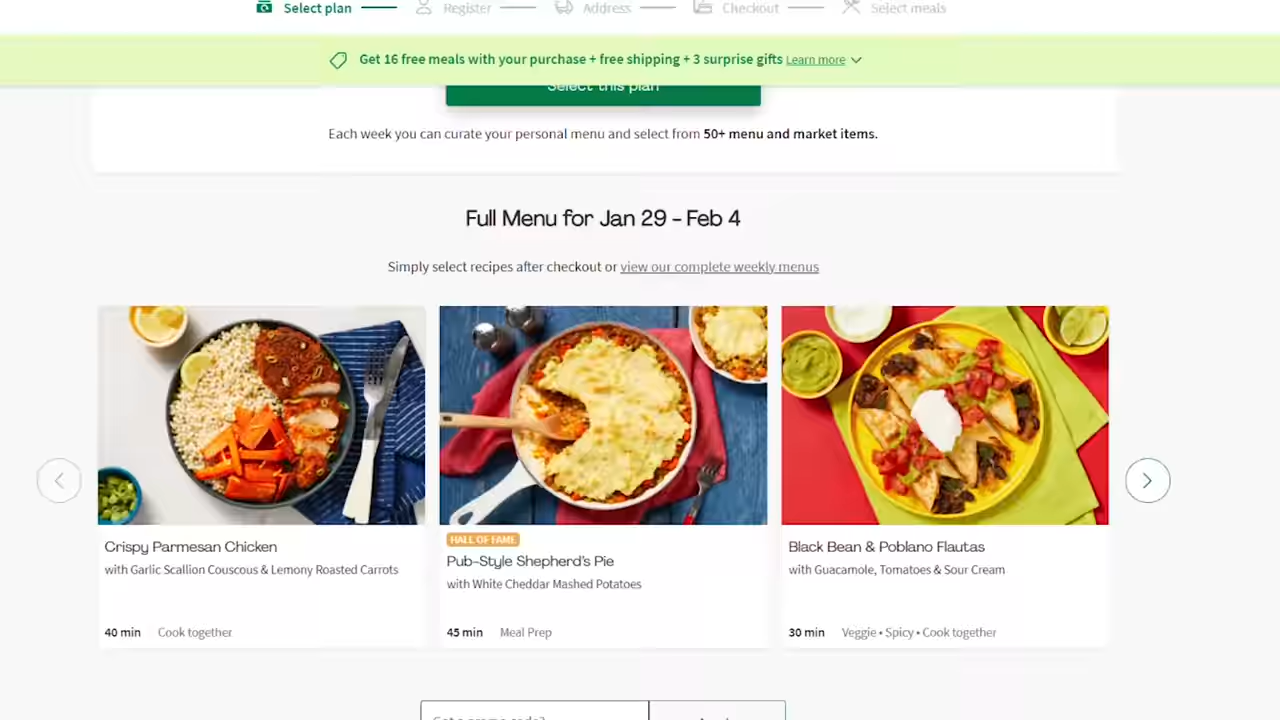 Select plan
Register
Address
Checkout
Select meals
Get 16 free meals with your purchase + free shipping + 3 surprise gifts Learn more
Select this plan
Each week you can curate your personal menu and select from 50+ menu and market items.
Full Menu for Jan 29 - Feb 4
Simply select recipes after checkout or view our complete weekly menus
Crispy Parmesan Chicken
with Garlic Scallion Couscous & Lemony Roasted Carrots
40 min Cook together
HALL OF FAME
Pub-Style Shepherd's Pie
with White Cheddar Mashed Potatoes
45 min Meal Prep
Black Bean & Poblano Flautas
with Guacamole, Tomatoes & Sour Cream
30 min Veggie • Spicy • Cook together